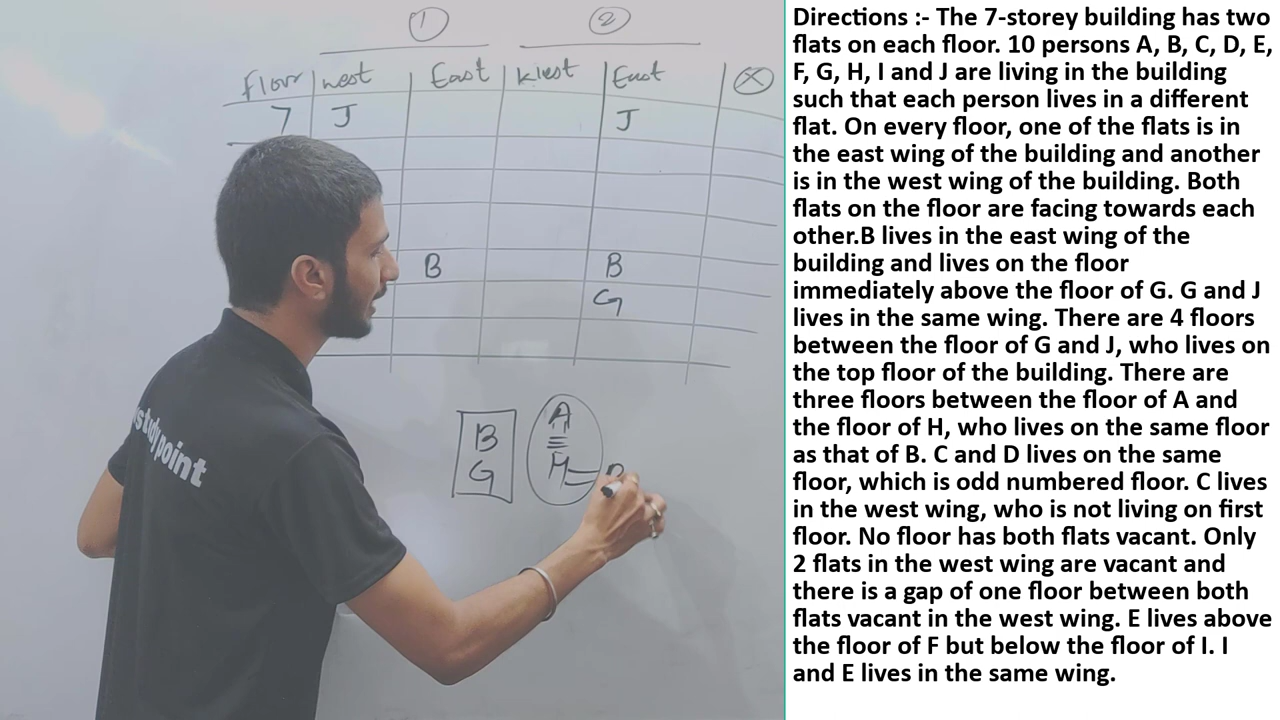 ① ②
Floor west East West East ⊗
7 J J
B B
G
B A
G H
study point
Directions :- The 7-storey building has two
flats on each floor. 10 persons A, B, C, D, E,
F, G, H, I and J are living in the building
such that each person lives in a different
flat. On every floor, one of the flats is in
the east wing of the building and another
is in the west wing of the building. Both
flats on the floor are facing towards each
other.B lives in the east wing of the
building and lives on the floor
immediately above the floor of G. G and J
lives in the same wing. There are 4 floors
between the floor of G and J, who lives on
the top floor of the building. There are
three floors between the floor of A and
the floor of H, who lives on the same floor
as that of B. C and D lives on the same
floor, which is odd numbered floor. C lives
in the west wing, who is not living on first
floor. No floor has both flats vacant. Only
2 flats in the west wing are vacant and
there is a gap of one floor between both
flats vacant in the west wing. E lives above
the floor of F but below the floor of I. I
and E lives in the same wing.